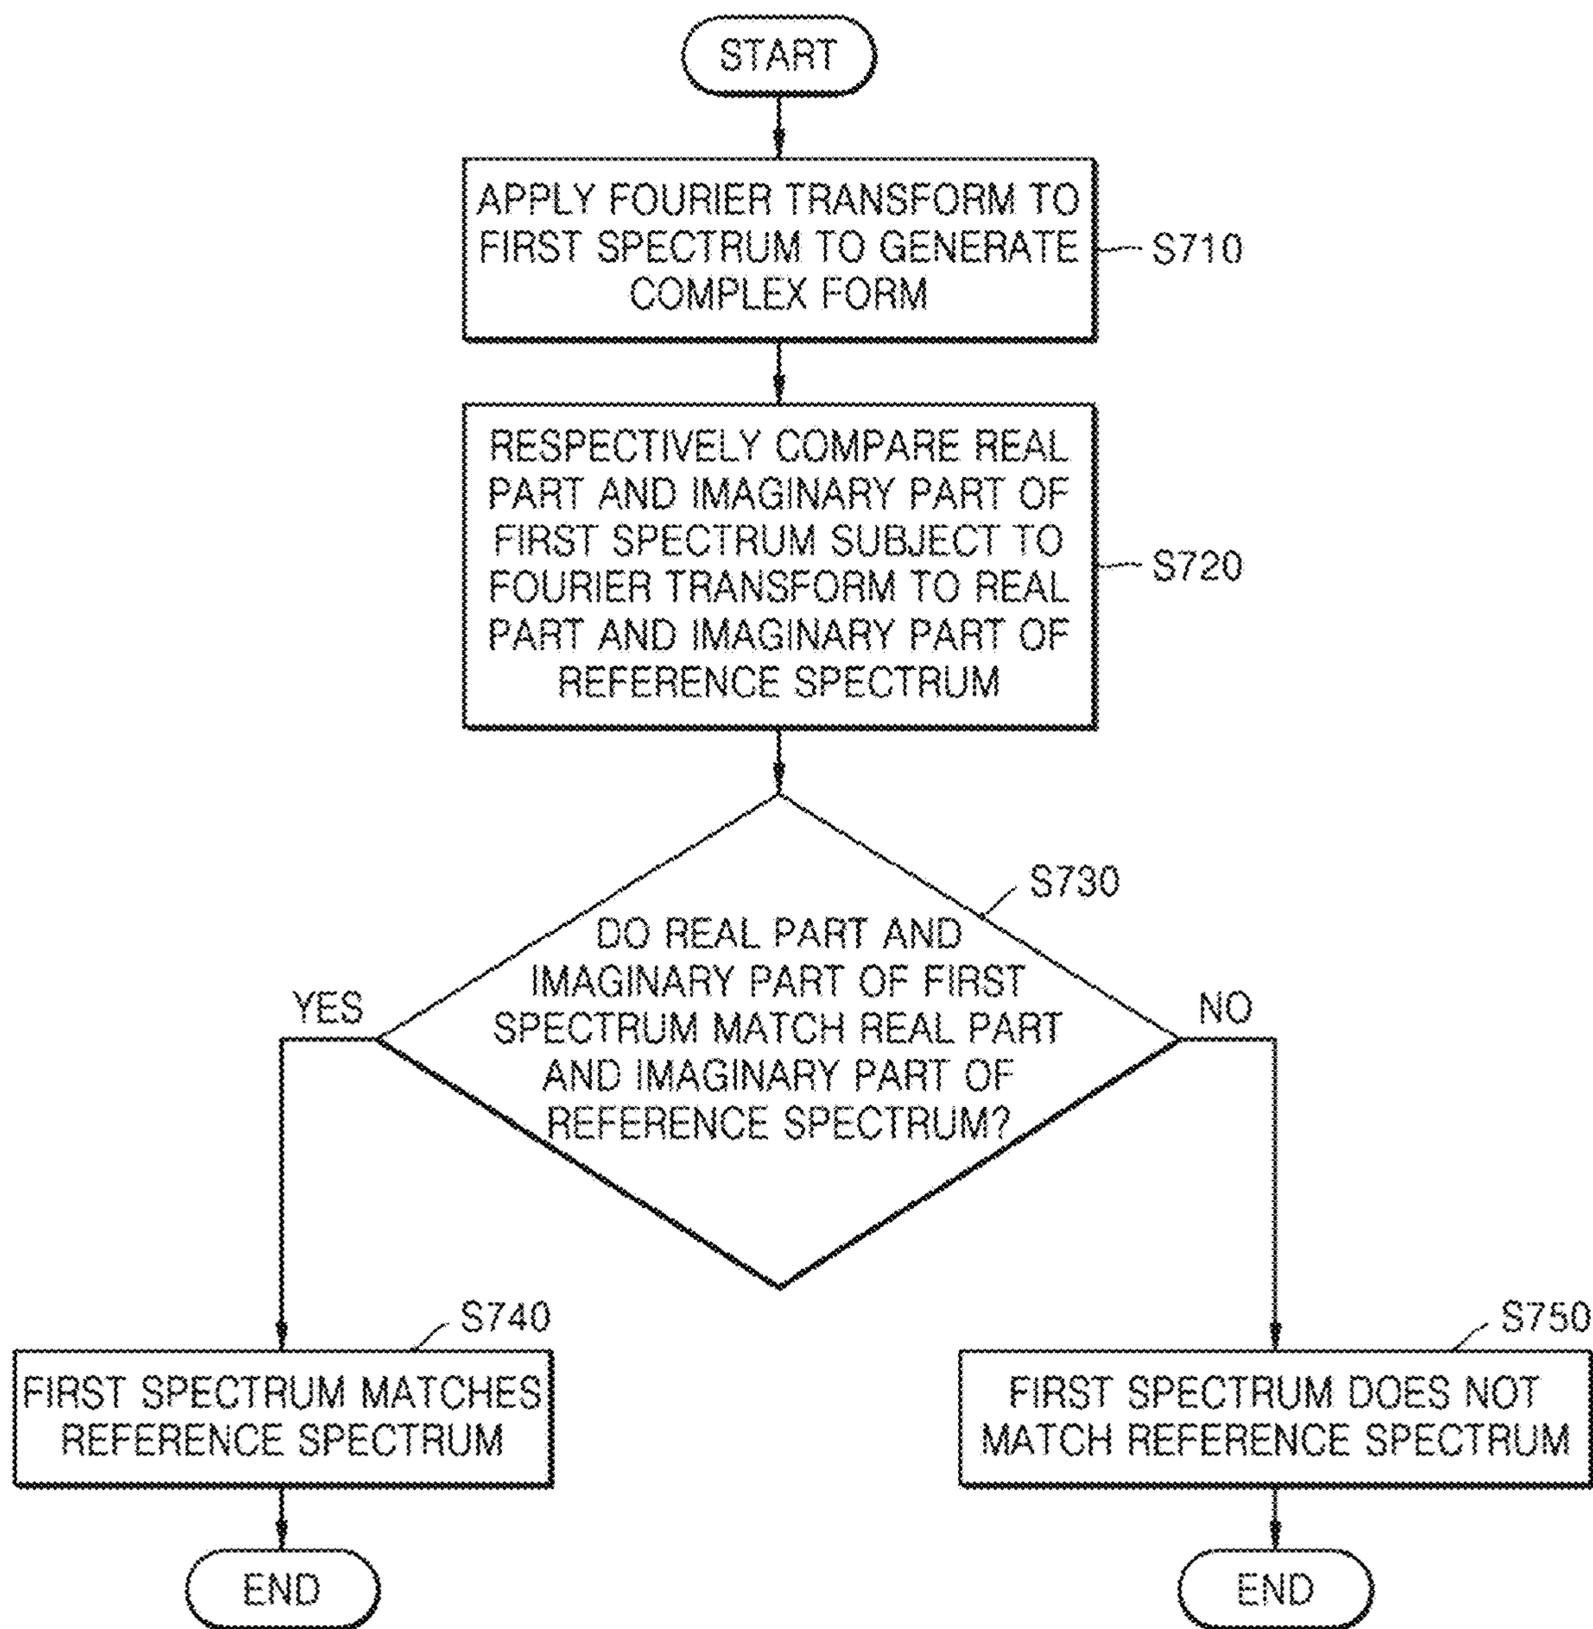 START
APPLY FOURIER TRANSFORM TO
FIRST SPECTRUM TO GENERATE
COMPLEX FORM
S710
RESPECTIVELY COMPARE REAL
PART AND IMAGINARY PART OF
FIRST SPECTRUM SUBJECT TO
FOURIER TRANSFORM TO REAL
PART AND IMAGINARY PART OF
REFERENCE SPECTRUM
S720
S730
DO REAL PART AND
IMAGINARY PART OF FIRST
SPECTRUM MATCH REAL PART
AND IMAGINARY PART OF
REFERENCE SPECTRUM?
YES
NO
S740
FIRST SPECTRUM MATCHES
REFERENCE SPECTRUM
END
S750
FIRST SPECTRUM DOES NOT
MATCH REFERENCE SPECTRUM
END